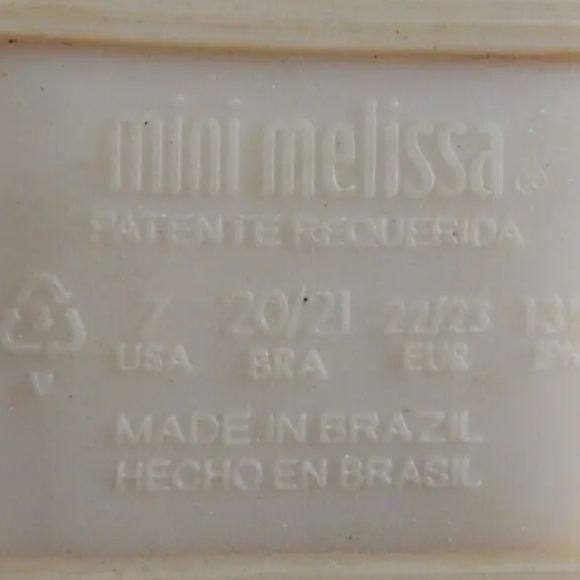 mini melissa®
PATENTE REQUERIDA
3 7 20/21 22/23
V USA BRA EUR
MADE IN BRAZIL
HECHO EN BRASIL